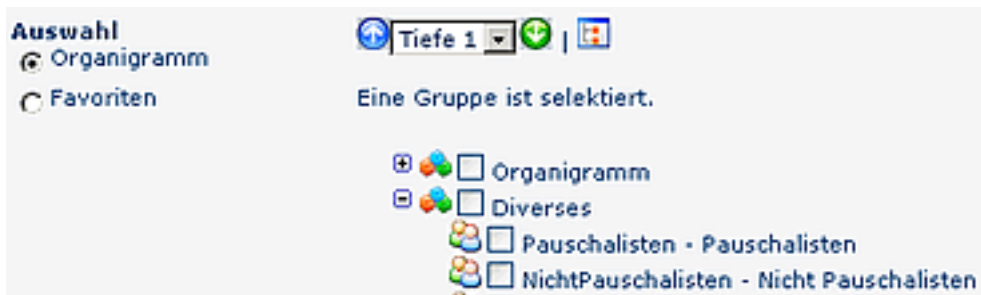 Auswahl
Organigramm
Favoriten
Tiefe 1
|
Eine Gruppe ist selektiert.
Organigramm
Diverses
Pauschalisten - Pauschalisten
NichtPauschalisten - Nicht Pauschalisten